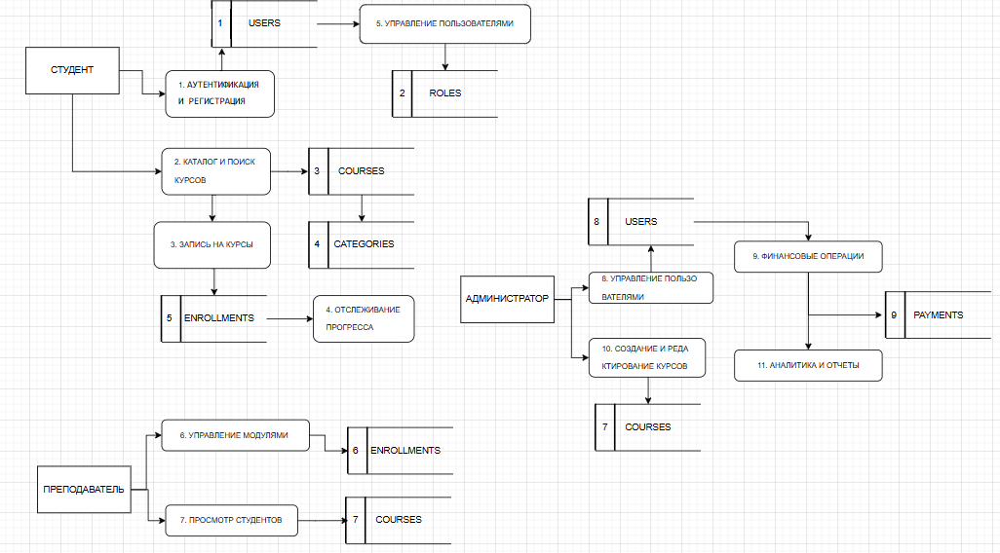 1 USERS
5. УПРАВЛЕНИЕ ПОЛЬЗОВАТЕЛЯМИ
СТУДЕНТ
1. АУТЕНТИФИКАЦИЯ
И РЕГИСТРАЦИЯ
2 ROLES
2. КАТАЛОГ И ПОИСК
КУРСОВ
3 COURSES
3. ЗАПИСЬ НА КУРСЫ
4 CATEGORIES
5 ENROLLMENTS
4. ОТСЛЕЖИВАНИЕ
ПРОГРЕССА
8 USERS
9. ФИНАНСОВЫЕ ОПЕРАЦИИ
АДМИНИСТРАТОР
8. УПРАВЛЕНИЕ ПОЛЬЗО
ВАТЕЛЯМИ
9 PAYMENTS
10. СОЗДАНИЕ И РЕДА
КТИРОВАНИЕ КУРСОВ
11. АНАЛИТИКА И ОТЧЕТЫ
7 COURSES
6. УПРАВЛЕНИЕ МОДУЛЯМИ
6 ENROLLMENTS
ПРЕПОДАВАТЕЛЬ
7. ПРОСМОТР СТУДЕНТОВ
7 COURSES